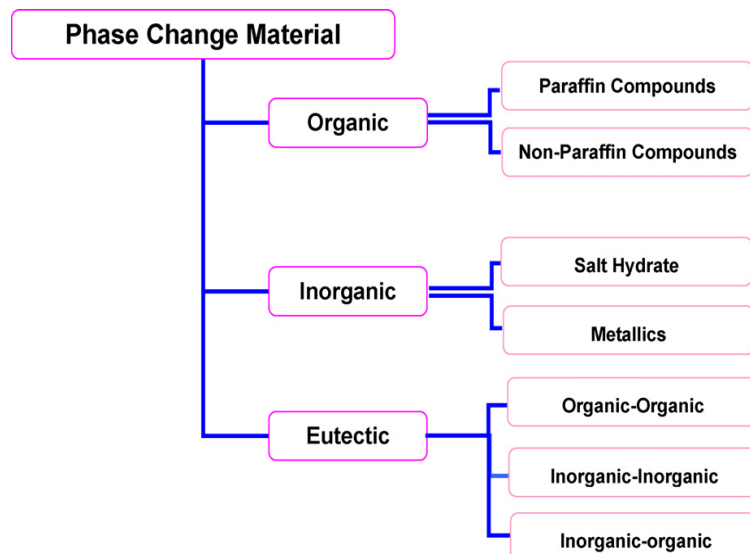 Phase Change Material
Organic
Paraffin Compounds
Non-Paraffin Compounds
Inorganic
Salt Hydrate
Metallics
Eutectic
Organic-Organic
Inorganic-Inorganic
Inorganic-organic